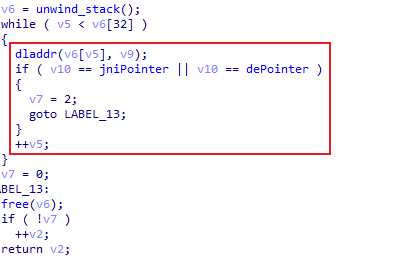 v6 = unwind_stack();
while ( v5 < v6[32] )
{
dladdr(v6[v5], v9);
if ( v10 == jniPointer || v10 == dePointer )
{
v7 = 2;
goto LABEL_13;
}
++v5;
}
v7 = 0;
ABEL_13:
free(v6);
if ( !v7 )
++v2;
return v2;